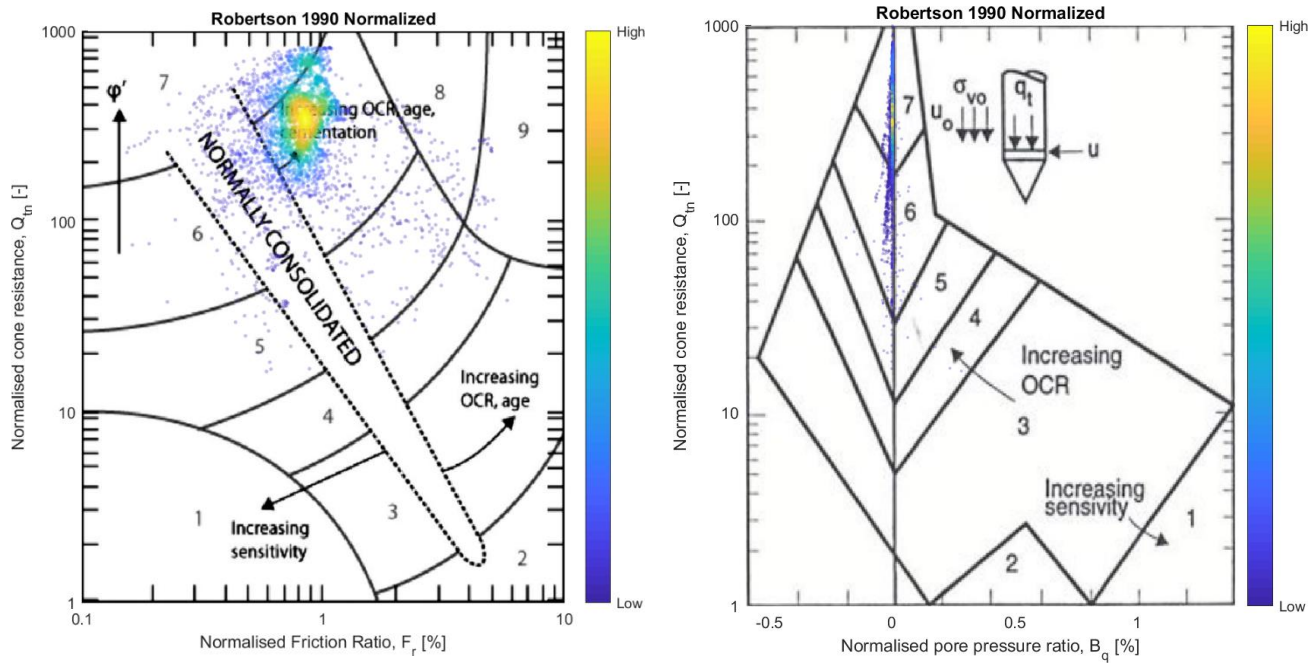 Robertson 1990 Normalized
1000
100
10
1
0.1
1
10
Normalised cone resistance, Q_tn [-]
Normalised Friction Ratio, F_r [%]
High
Low
7
φ'
8
9
Increasing OCR, age,
cementation
NORMALLY CONSOLIDATED
6
5
4
Increasing
OCR, age
1
3
2
Increasing
sensitivity
Robertson 1990 Normalized
1000
100
10
1
-0.5
0
0.5
1
Normalised cone resistance, Q_tn [-]
Normalised pore pressure ratio, B_q [%]
High
Low
σ_vo
q_t
u_o
u
7
6
5
4
Increasing
OCR
3
Increasing
sensivity
1
2